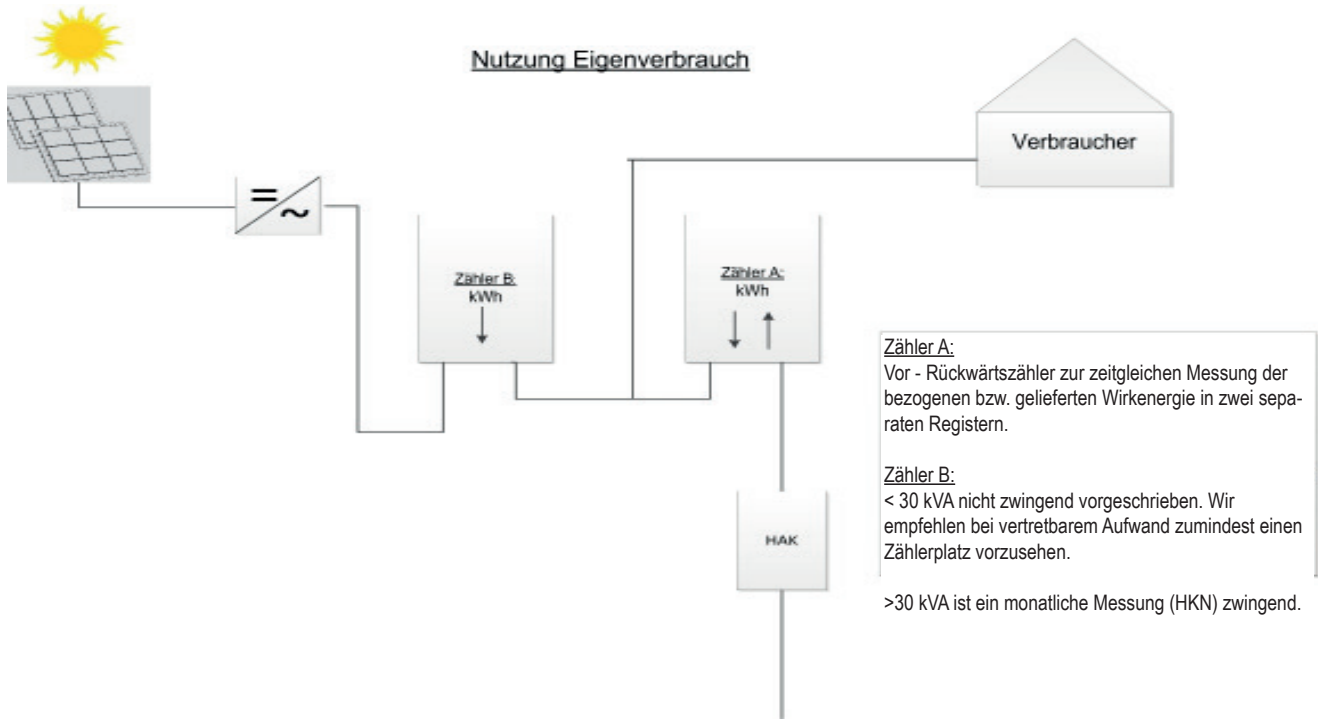 Nutzung Eigenverbrauch
Verbraucher
=
~
Zähler B:
kWh
Zähler A:
kWh
HAK
Zähler A:
Vor - Rückwärtszähler zur zeitgleichen Messung der
bezogenen bzw. gelieferten Wirkenergie in zwei sepa-
raten Registern.
Zähler B:
< 30 kVA nicht zwingend vorgeschrieben. Wir
empfehlen bei vertretbarem Aufwand zumindest einen
Zählerplatz vorzusehen.
>30 kVA ist ein monatliche Messung (HKN) zwingend.